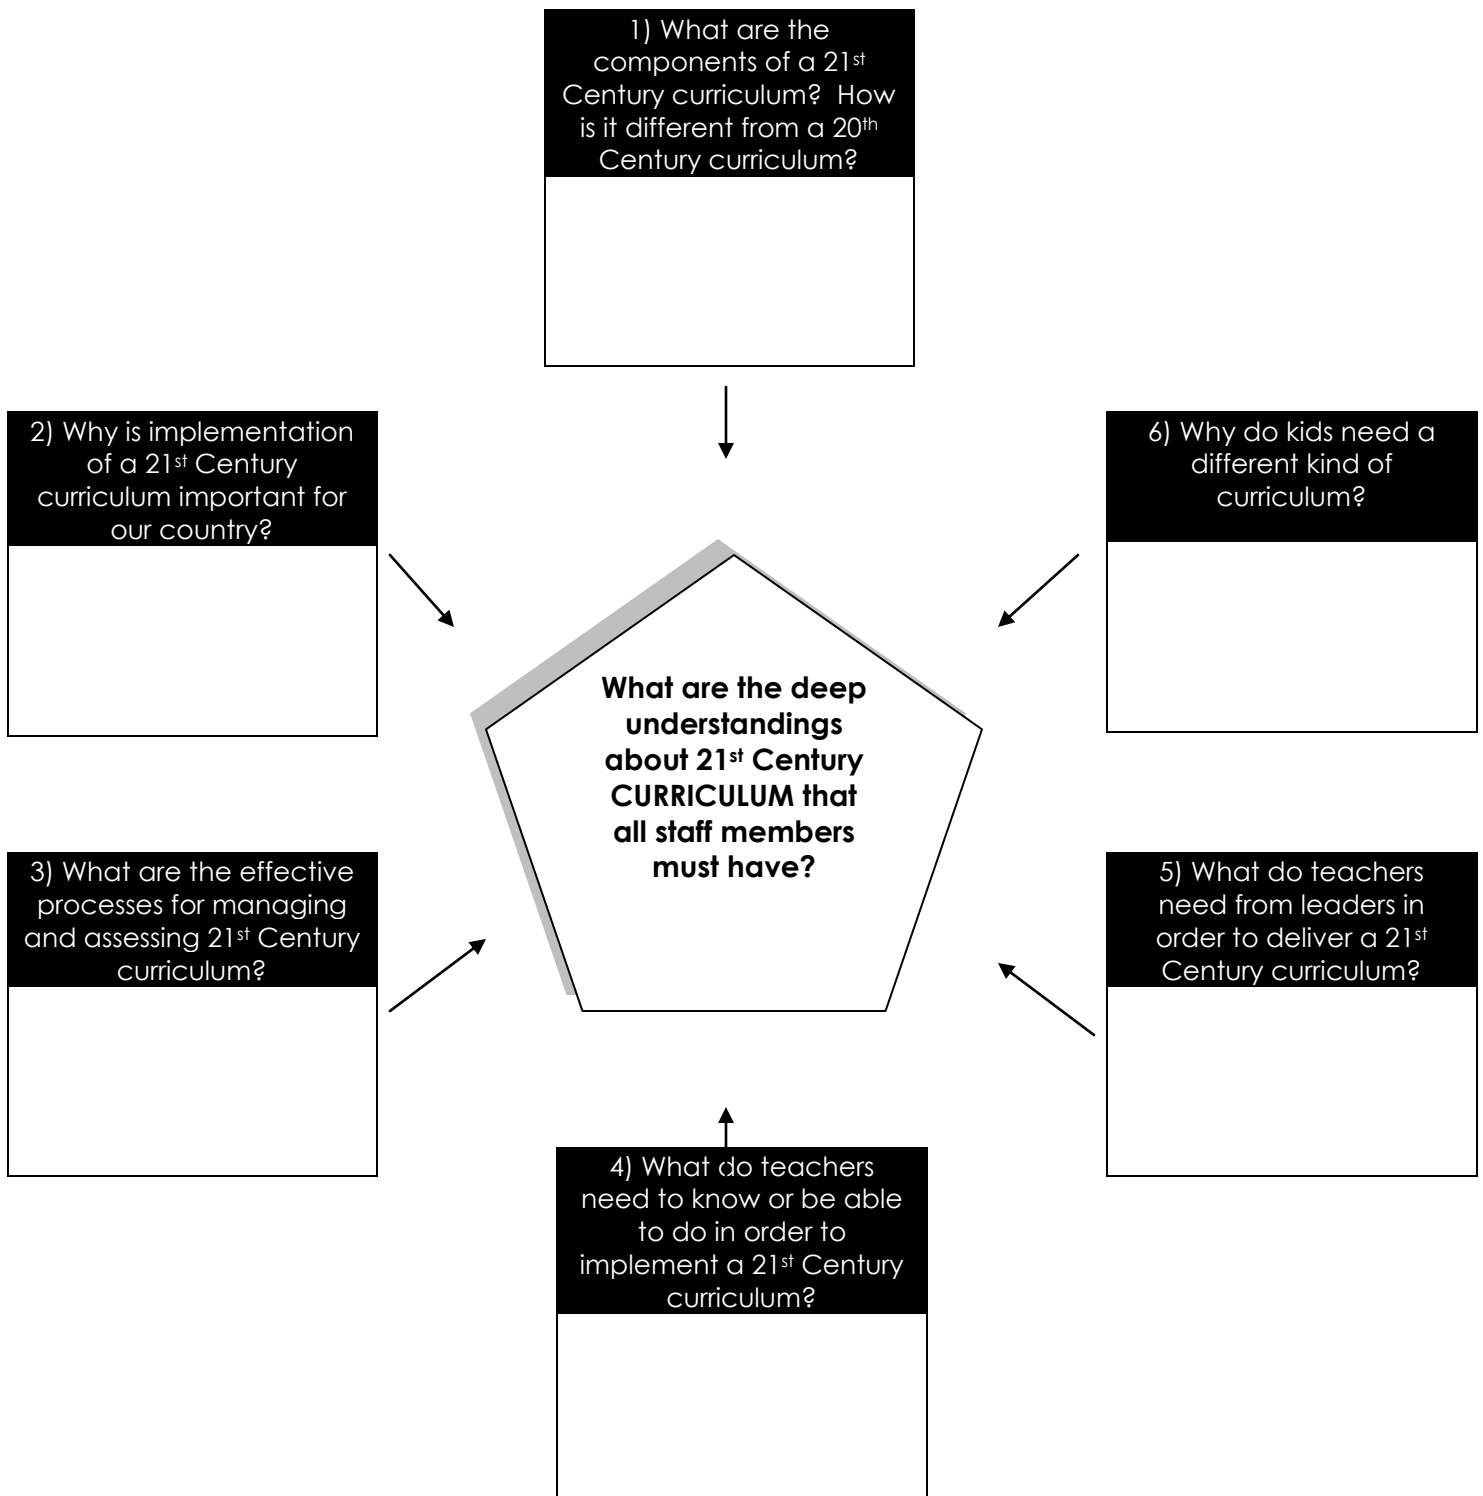 1) What are the
components of a 21st
Century curriculum?  How
is it different from a 20th
Century curriculum?
2) Why is implementation
of a 21st Century
curriculum important for
our country?
6) Why do kids need a
different kind of
curriculum?
What are the deep
understandings
about 21st Century
CURRICULUM that
all staff members
must have?
3) What are the effective
processes for managing
and assessing 21st Century
curriculum?
5) What do teachers
need from leaders in
order to deliver a 21st
Century curriculum?
4) What do teachers
need to know or be able
to do in order to
implement a 21st Century
curriculum?